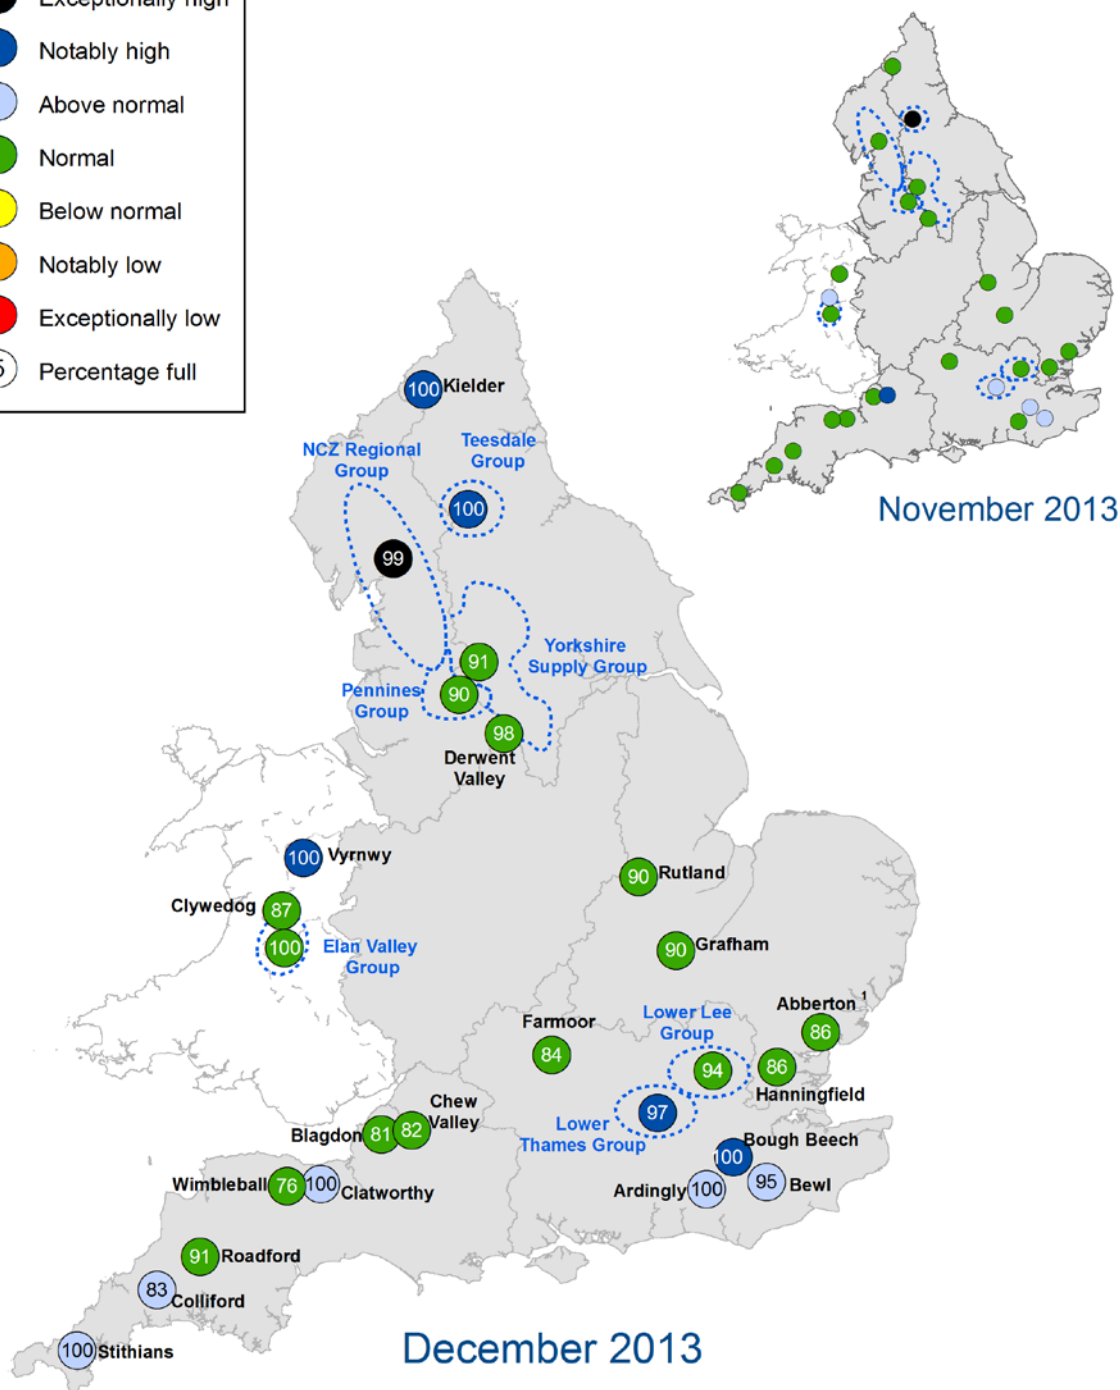 Exceptionally high
Notably high
Above normal
Normal
Below normal
Notably low
Exceptionally low
Percentage full
November 2013
100 Kielder
NCZ Regional
Group
Teesdale
Group
100
99
91
Yorkshire
Supply Group
Pennines
Group
90
98
Derwent
Valley
100 Vyrnwy
Clywedog 87
100
Elan Valley
Group
90 Rutland
90 Grafham
Abberton 1
86
Farmoor
84
Lower Lee
Group
94
86
Hanningfield
97
Lower
Thames Group
Chew
Valley
Blagdon 81 82
Bough Beech
100
Ardingly 100
95 Bewl
Wimbleball 76 100 Clatworthy
91 Roadford
83
Colliford
100 Stithians
December 2013